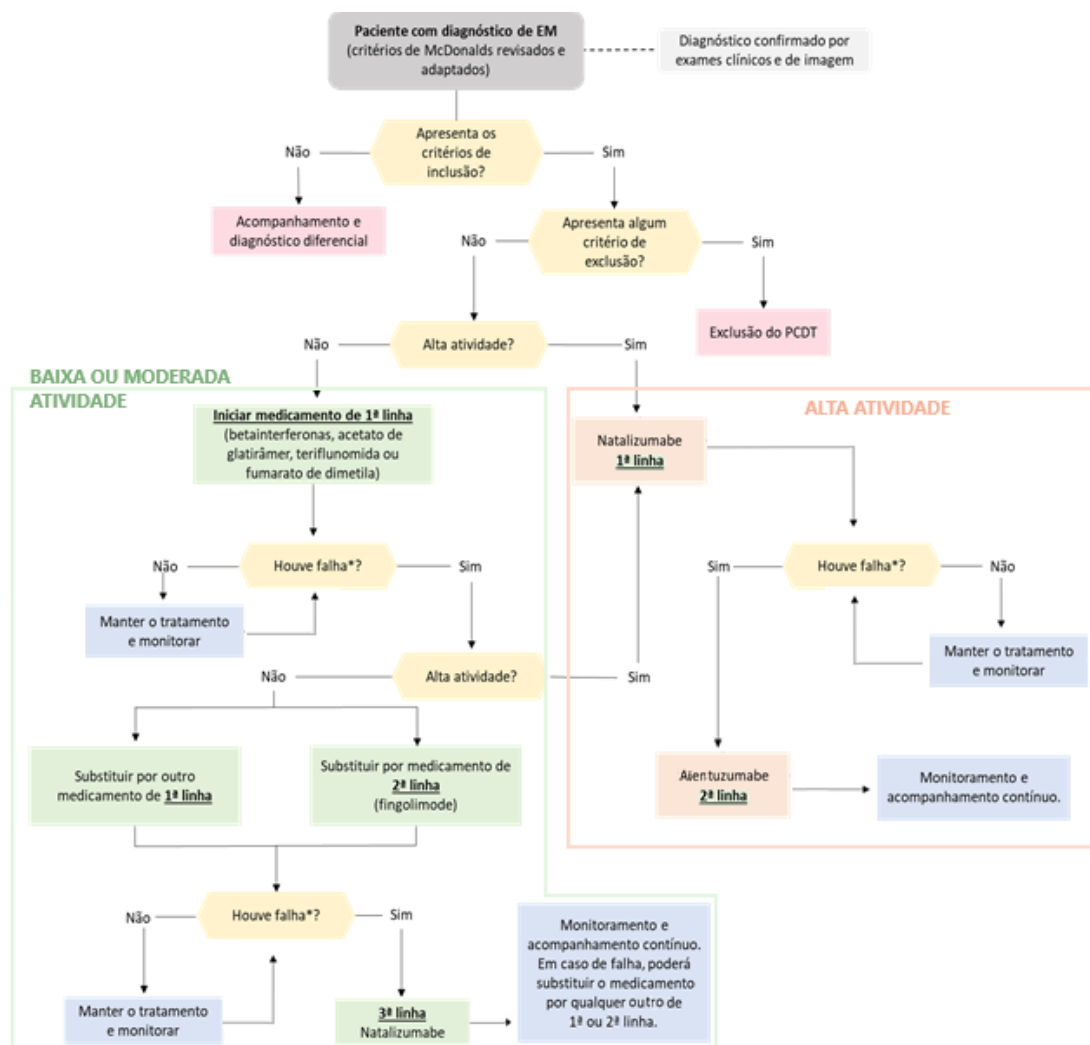 Paciente com diagnóstico de EM
(critérios de McDonalds revisados e
adaptados)
Diagnóstico confirmado por
exames clínicos e de imagem
Apresenta os
critérios de
inclusão?
Não
Sim
Acompanhamento e
diagnóstico diferencial
Apresenta algum
critério de
exclusão?
Não
Sim
Exclusão do PCDT
Alta atividade?
Não
Sim
BAIXA OU MODERADA
ATIVIDADE
Iniciar medicamento de 1ª linha
(betainterferonas, acetato de
glatirâmer, teriflunomida ou
fumarato de dimetila)
Houve falha*?
Não
Sim
Manter o tratamento
e monitorar
Alta atividade?
Não
Sim
Substituir por outro
medicamento de 1ª linha
Substituir por medicamento de
2ª linha
(fingolimode)
Houve falha*?
Não
Sim
Manter o tratamento
e monitorar
3ª linha
Natalizumabe
Monitoramento e
acompanhamento contínuo.
Em caso de falha, poderá
substituir o medicamento
por qualquer outro de
1ª ou 2ª linha.
ALTA ATIVIDADE
Natalizumabe
1ª linha
Houve falha*?
Sim
Não
Manter o tratamento
e monitorar
Alentuzumabe
2ª linha
Monitoramento e
acompanhamento contínuo.